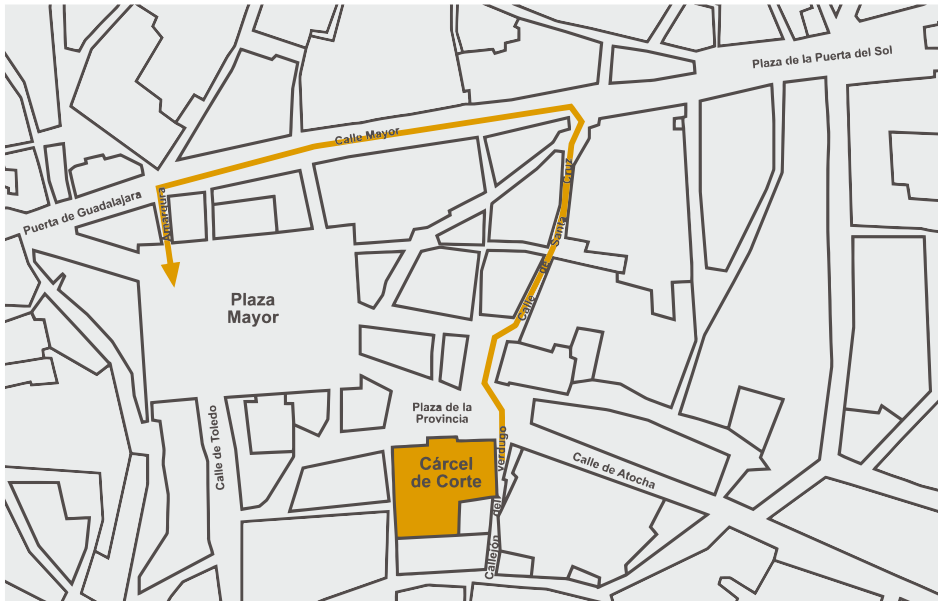 Plaza de la Puerta del Sol
Calle Mayor
Puerta de Guadalajara
Amargura
Calle de Santa Cruz
Plaza
Mayor
Plaza de la
Provincia
Calle de Toledo
Cárcel
de Corte
Callejón del Verdugo
Calle de Atocha